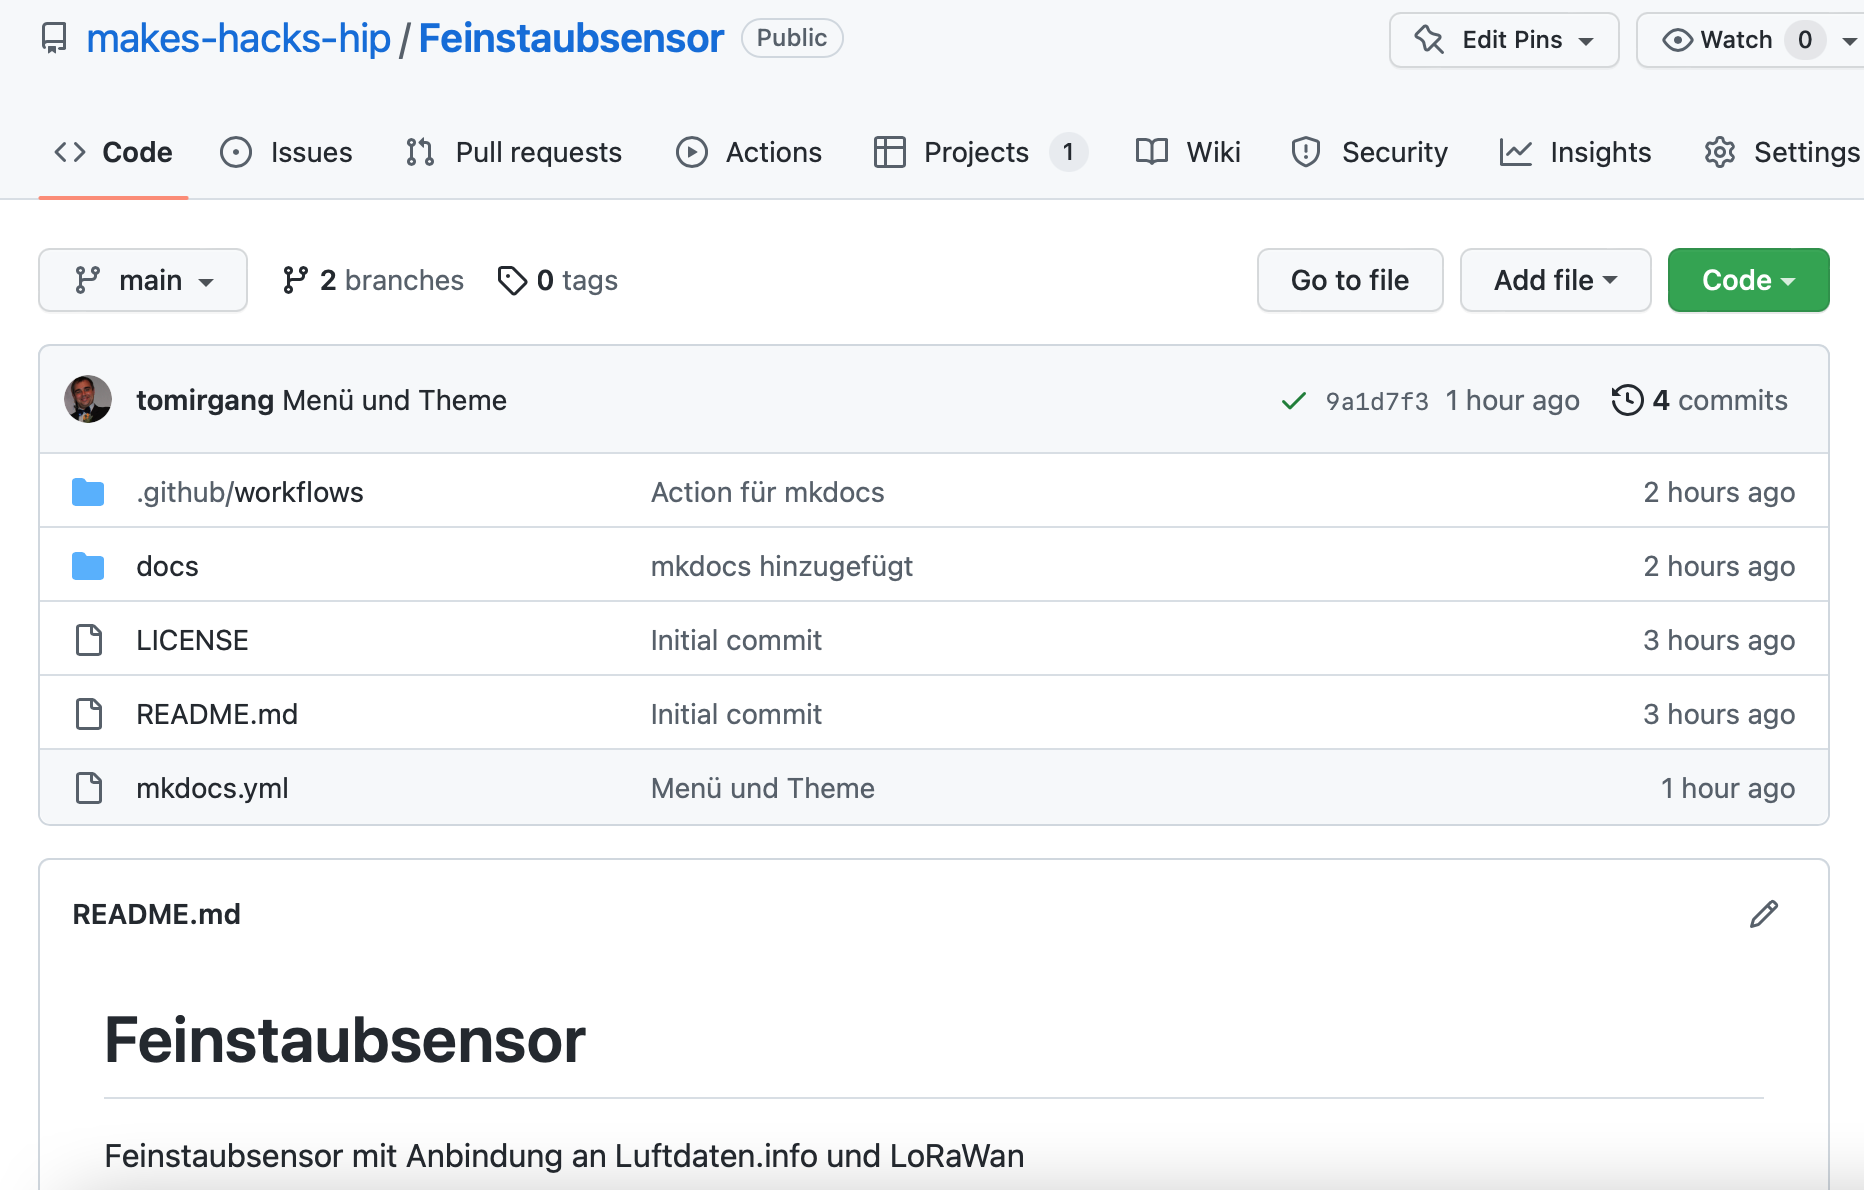 makes-hacks-hip / Feinstaubsensor Public Edit Pins Watch 0
Code Issues Pull requests Actions Projects 1 Wiki Security Insights Settings
main 2 branches 0 tags Go to file Add file Code
tomirgang Menü und Theme 9a1d7f3 1 hour ago 4 commits
.github/workflows Action für mkdocs 2 hours ago
docs mkdocs hinzugefügt 2 hours ago
LICENSE Initial commit 3 hours ago
README.md Initial commit 3 hours ago
mkdocs.yml Menü und Theme 1 hour ago
README.md
Feinstaubsensor
Feinstaubsensor mit Anbindung an Luftdaten.info und LoRaWan